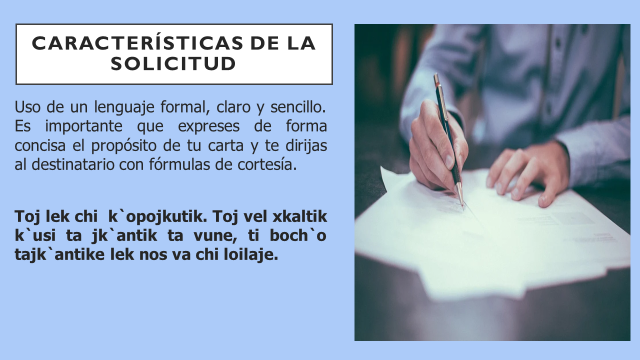 CARACTERÍSTICAS DE LA
SOLICITUD
Uso de un lenguaje formal, claro y sencillo.
Es importante que expreses de forma
concisa el propósito de tu carta y te dirijas
al destinatario con fórmulas de cortesía.
Toj lek chi k`opojkutik. Toj vel xkaltik
k`usi ta jk`antik ta vune, ti boch`o
tajk`antike lek nos va chi loilaje.